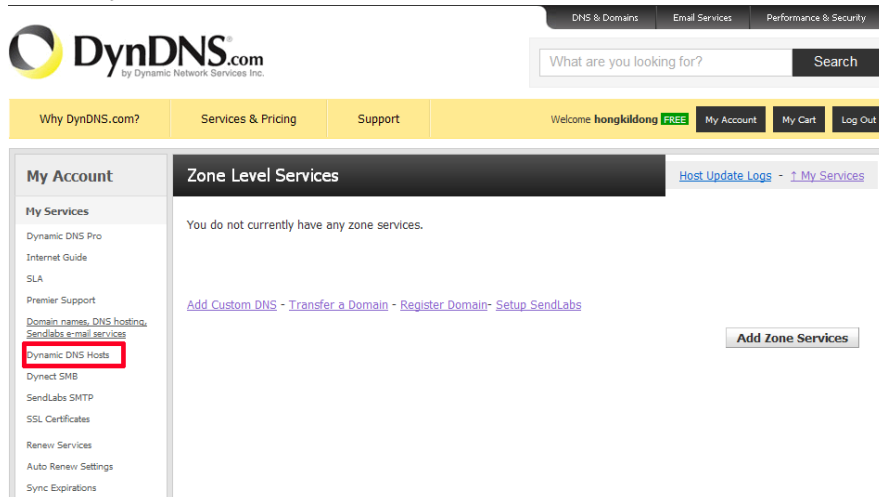 DNS & Domains Email Services Performance & Security
DynDNS.com
by Dynamic Network Services Inc.
What are you looking for? Search
Why DynDNS.com? Services & Pricing Support Welcome hongkildong FREE My Account My Cart Log Out
My Account
My Services
Dynamic DNS Pro
Internet Guide
SLA
Premier Support
Domain names, DNS hosting,
Sendlabs e-mail services
Dynamic DNS Hosts
Dynect SMB
SendLabs SMTP
SSL Certificates
Renew Services
Auto Renew Settings
Sync Expirations
Zone Level Services Host Update Logs - ↑ My Services
You do not currently have any zone services.
Add Custom DNS - Transfer a Domain - Register Domain- Setup SendLabs
Add Zone Services